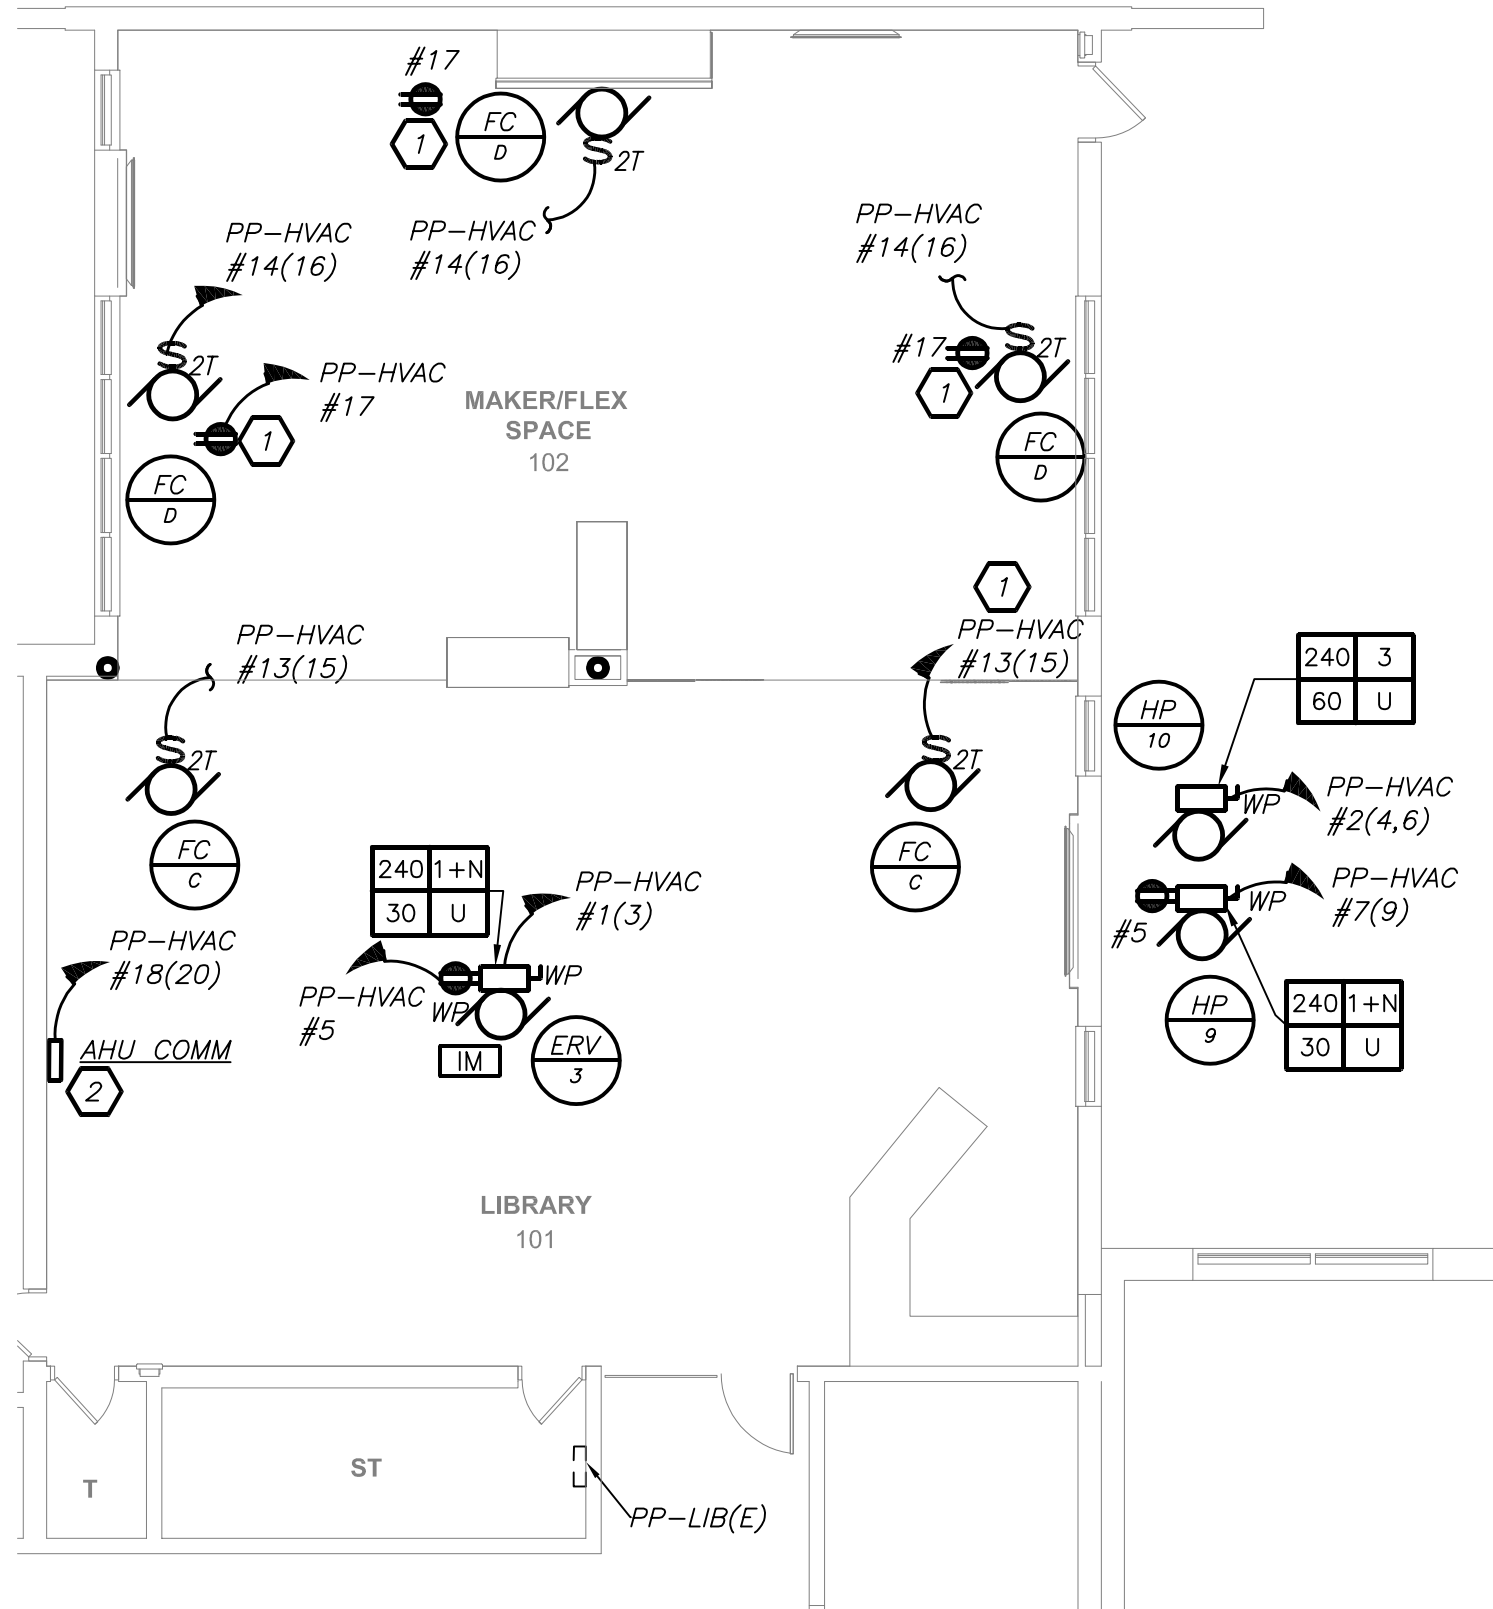 #17
1
FC
D
2T
PP-HVAC
#14(16)
PP-HVAC
#14(16)
PP-HVAC
#14(16)
2T
#17
2T
1
PP-HVAC
#17
1
MAKER/FLEX
SPACE
102
FC
D
FC
D
1
PP-HVAC
#13(15)
PP-HVAC
#13(15)
2T
2T
FC
C
FC
C
240 3
60 U
HP
10
WP
PP-HVAC
#2(4,6)
240 1+N
30 U
PP-HVAC
#1(3)
#5
WP
PP-HVAC
#7(9)
PP-HVAC
#18(20)
PP-HVAC
#5
WP
WP
HP
9
240 1+N
30 U
AHU COMM
2
IM
ERV
3
LIBRARY
101
T
ST
PP-LIB(E)